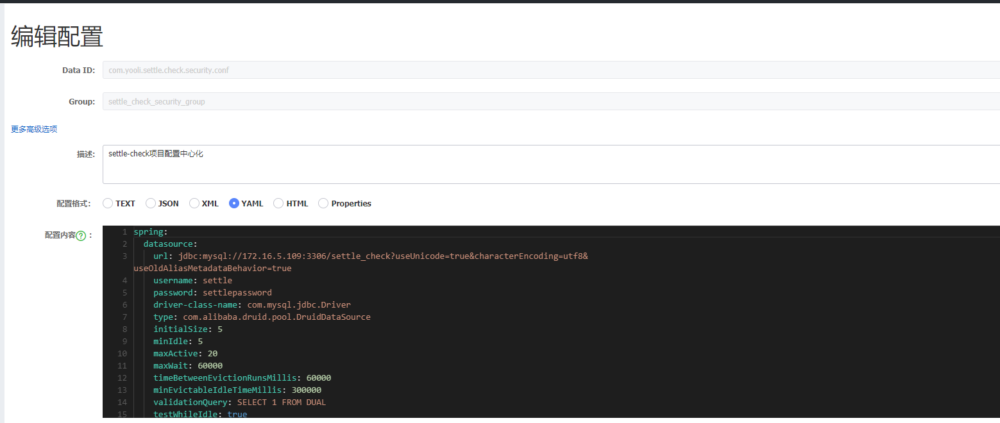 编辑配置
Data ID: com.yooli.settle.check.security.conf
Group: settle_check_security_group
更多高级选项
描述: settle-check项目配置中心化
配置格式: TEXT JSON XML YAML HTML Properties
配置内容?: 1 spring:
2 datasource:
3 url: jdbc:mysql://172.16.5.109:3306/settle_check?useUnicode=true&characterEncoding=utf8&
useOldAliasMetadataBehavior=true
4 username: settle
5 password: settlepassword
6 driver-class-name: com.mysql.jdbc.Driver
7 type: com.alibaba.druid.pool.DruidDataSource
8 initialSize: 5
9 minIdle: 5
10 maxActive: 20
11 maxWait: 60000
12 timeBetweenEvictionRunsMillis: 60000
13 minEvictableIdleTimeMillis: 300000
14 validationQuery: SELECT 1 FROM DUAL
15 testWhileIdle: true